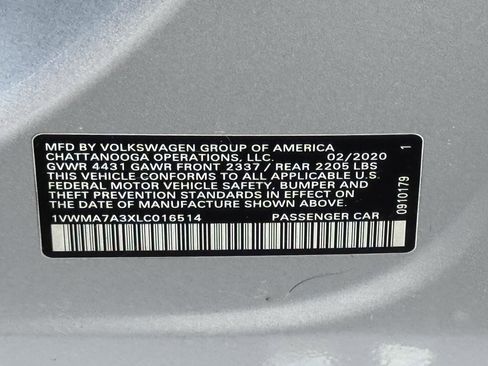 MFD BY VOLKSWAGEN GROUP OF AMERICA
CHATTANOOGA OPERATIONS, LLC. 02/2020
GVWR 4431 GAWR FRONT 2337 / REAR 2205 LBS
THIS VEHICLE CONFORMS TO ALL APPLICABLE U.S.
FEDERAL MOTOR VEHICLE SAFETY, BUMPER AND
THEFT PREVENTION STANDARDS IN EFFECT ON THE
DATE OF MANUFACTURE SHOWN ABOVE.
1VWMA7A3XLC016514 PASSENGER CAR
0910179 1